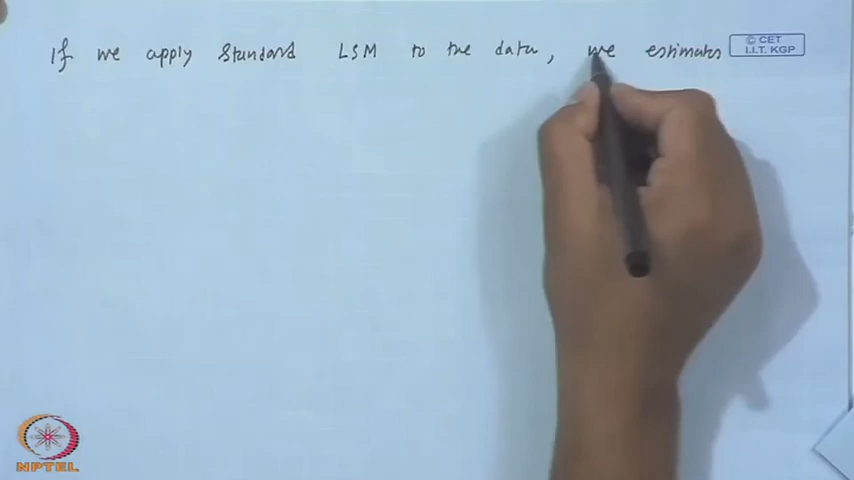 If we apply Standard LSM to the data, we estimates
© CET
I.I.T. KGP
NPTEL